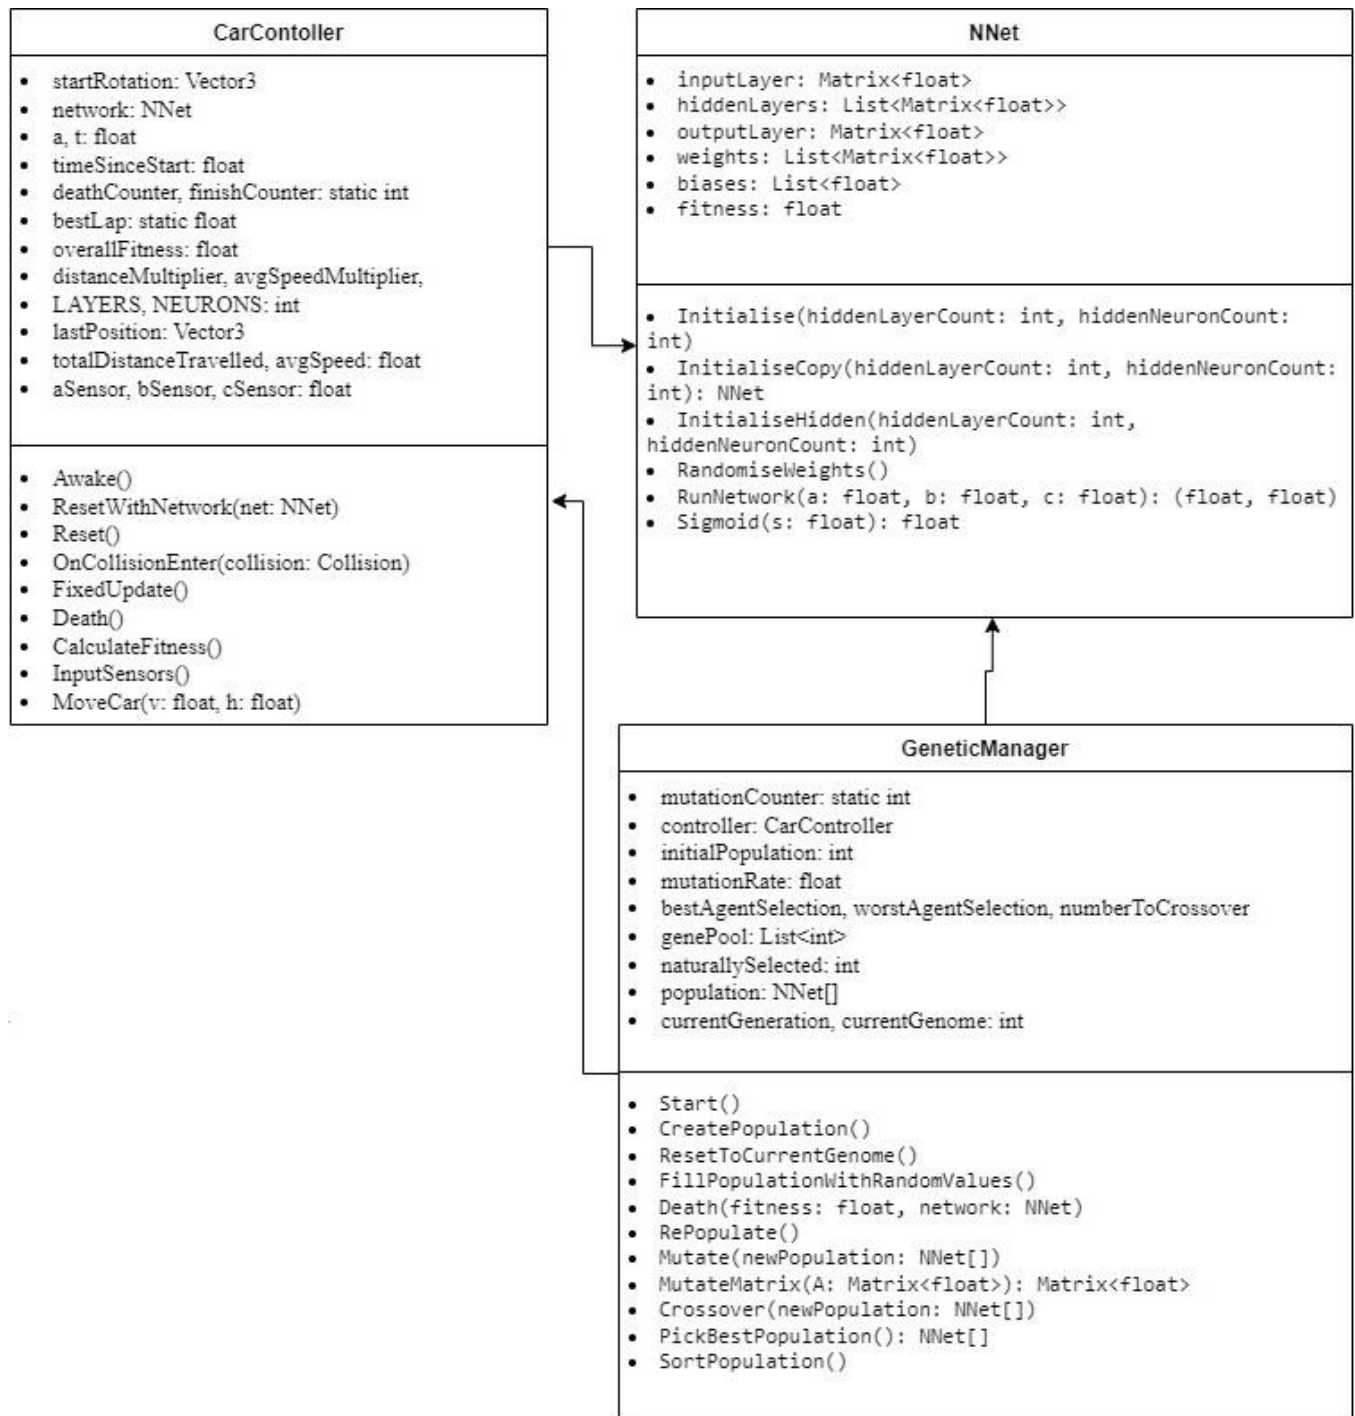 CarContoller
• startRotation: Vector3
• network: NNet
• a, t: float
• timeSinceStart: float
• deathCounter, finishCounter: static int
• bestLap: static float
• overallFitness: float
• distanceMultiplier, avgSpeedMultiplier,
• LAYERS, NEURONS: int
• lastPosition: Vector3
• totalDistanceTravelled, avgSpeed: float
• aSensor, bSensor, cSensor: float
• Awake()
• ResetWithNetwork(net: NNet)
• Reset()
• OnCollisionEnter(collision: Collision)
• FixedUpdate()
• Death()
• CalculateFitness()
• InputSensors()
• MoveCar(v: float, h: float)
NNet
• inputLayer: Matrix<float>
• hiddenLayers: List<Matrix<float>>
• outputLayer: Matrix<float>
• weights: List<Matrix<float>>
• biases: List<float>
• fitness: float
• Initialise(hiddenLayerCount: int, hiddenNeuronCount:
int)
• InitialiseCopy(hiddenLayerCount: int, hiddenNeuronCount:
int): NNet
• InitialiseHidden(hiddenLayerCount: int,
hiddenNeuronCount: int)
• RandomiseWeights()
• RunNetwork(a: float, b: float, c: float): (float, float)
• Sigmoid(s: float): float
GeneticManager
• mutationCounter: static int
• controller: CarController
• initialPopulation: int
• mutationRate: float
• bestAgentSelection, worstAgentSelection, numberToCrossover
• genePool: List<int>
• naturallySelected: int
• population: NNet[]
• currentGeneration, currentGenome: int
• Start()
• CreatePopulation()
• ResetToCurrentGenome()
• FillPopulationWithRandomValues()
• Death(fitness: float, network: NNet)
• RePopulate()
• Mutate(newPopulation: NNet[])
• MutateMatrix(A: Matrix<float>): Matrix<float>
• Crossover(newPopulation: NNet[])
• PickBestPopulation(): NNet[]
• SortPopulation()